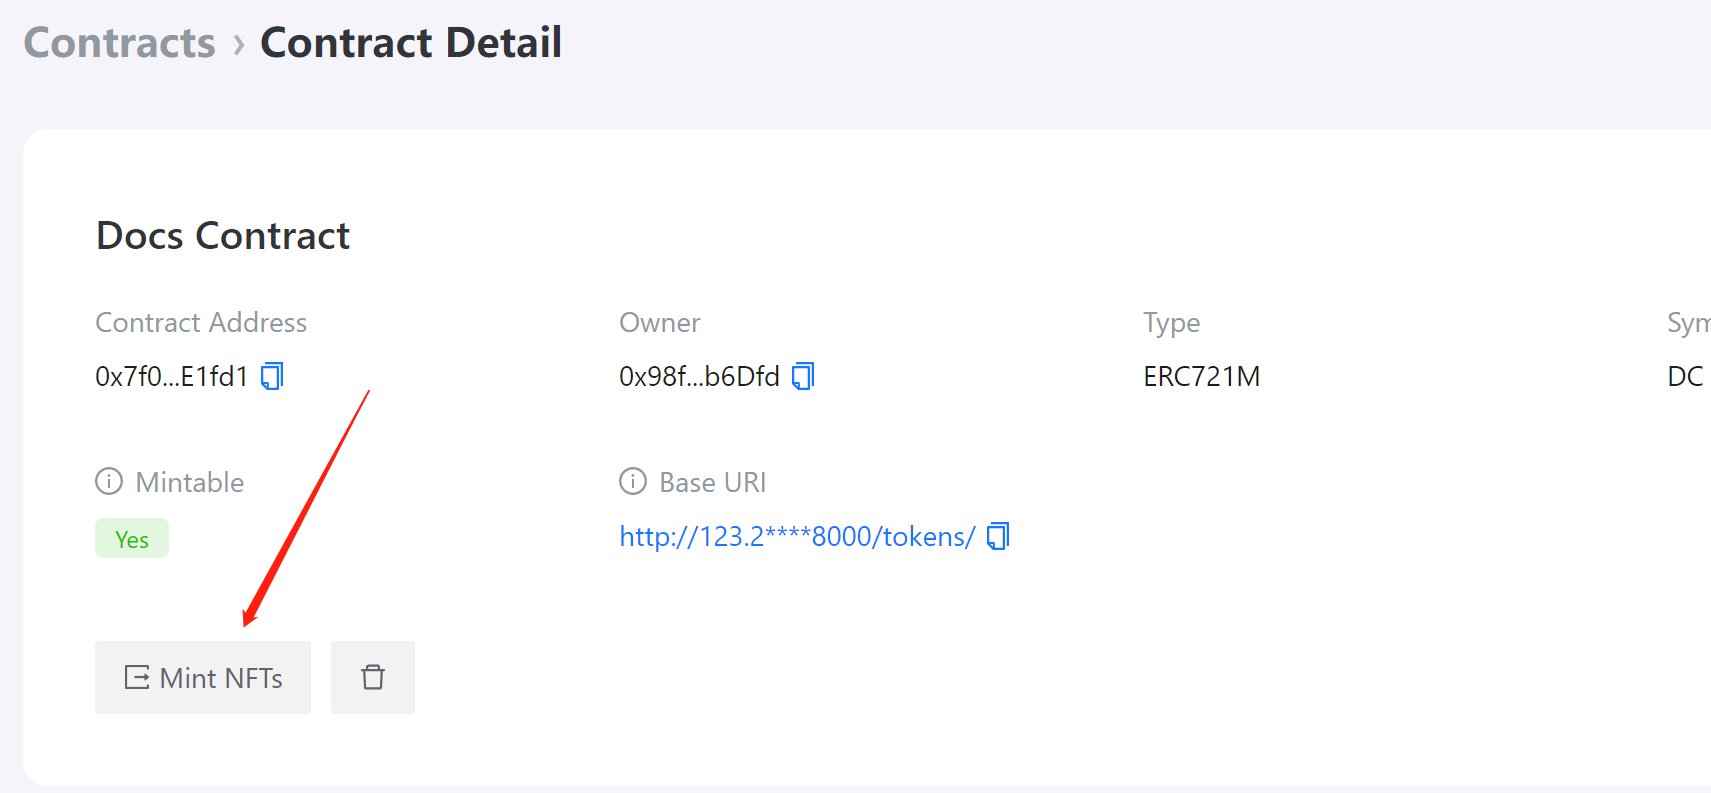 Contracts › Contract Detail
Docs Contract
Contract Address Owner Type Sym
0x7f0...E1fd1 0x98f...b6Dfd ERC721M DC
Mintable Base URI
Yes http://123.2****8000/tokens/
Mint NFTs